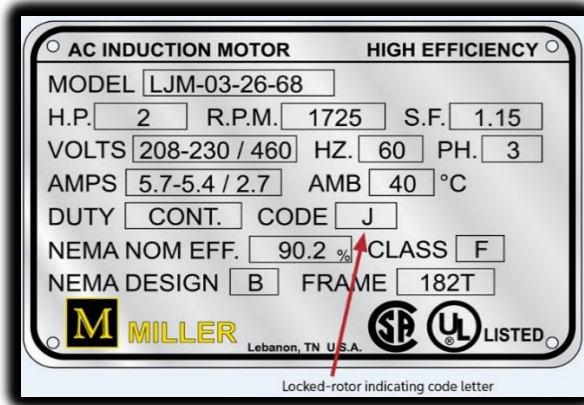 AC INDUCTION MOTOR HIGH EFFICIENCY
MODEL LJM-03-26-68
H.P. 2 R.P.M. 1725 S.F. 1.15
VOLTS 208-230 / 460 HZ. 60 PH. 3
AMPS 5.7-5.4 / 2.7 AMB 40 °C
DUTY CONT. CODE J
NEMA NOM EFF. 90.2 % CLASS F
NEMA DESIGN B FRAME 182T
M MILLER Lebanon, TN U.S.A. SA UL LISTED
Locked-rotor indicating code letter